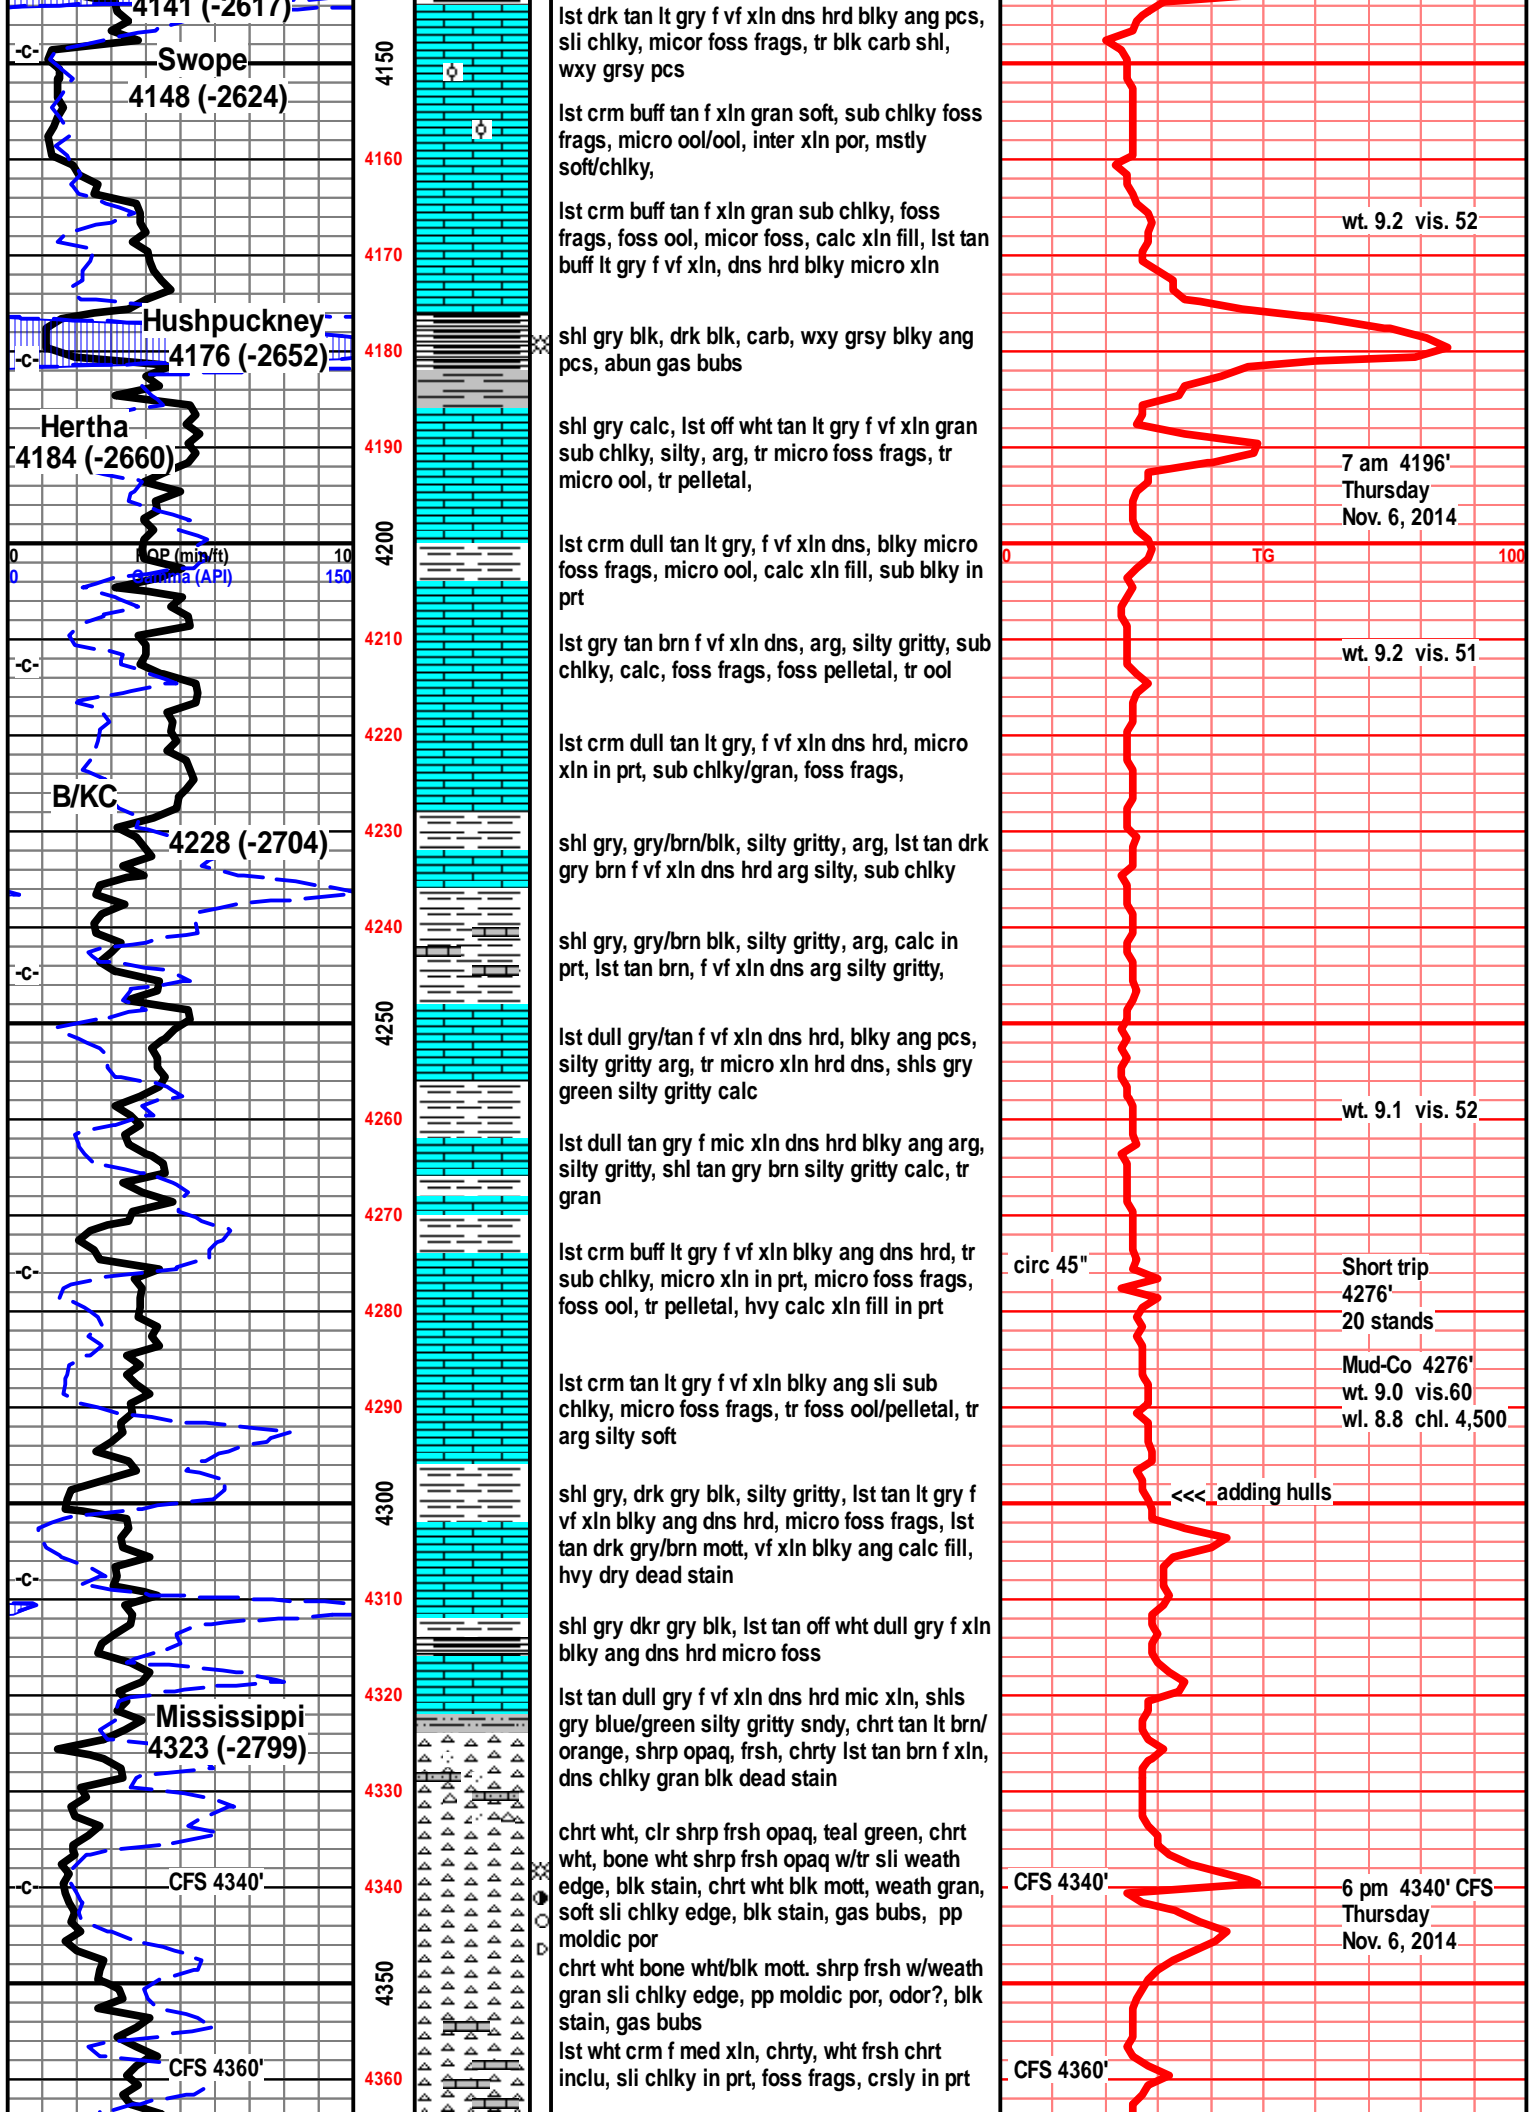 4141 (-2617)
-c-
Swope
4148 (-2624)
Hushpuckney
4176 (-2652)
-c-
Hertha
4184 (-2660)
0 ROP (min/ft) 10
0 Gamma (API) 150
-c-
B/KC
4228 (-2704)
-c-
-c-
-c-
Mississippi
4323 (-2799)
-c-
CFS 4340'
CFS 4360'
4150
4160
4170
4180
4190
4200
4210
4220
4230
4240
4250
4260
4270
4280
4290
4300
4310
4320
4330
4340
4350
4360
lst drk tan lt gry f vf xln dns hrd blky ang pcs,
sli chlky, micor foss frags, tr blk carb shl,
wxy grsy pcs
lst crm buff tan f xln gran soft, sub chlky foss
frags, micro ool/ool, inter xln por, mstly
soft/chlky,
lst crm buff tan f xln gran sub chlky, foss
frags, foss ool, micor foss, calc xln fill, lst tan
buff lt gry f vf xln, dns hrd blky micro xln
shl gry blk, drk blk, carb, wxy grsy blky ang
pcs, abun gas bubs
shl gry calc, lst off wht tan lt gry f vf xln gran
sub chlky, silty, arg, tr micro foss frags, tr
micro ool, tr pelletal,
lst crm dull tan lt gry, f vf xln dns, blky micro
foss frags, micro ool, calc xln fill, sub blky in
prt
lst gry tan brn f vf xln dns, arg, silty gritty, sub
chlky, calc, foss frags, foss pelletal, tr ool
lst crm dull tan lt gry, f vf xln dns hrd, micro
xln in prt, sub chlky/gran, foss frags,
shl gry, gry/brn/blk, silty gritty, arg, lst tan drk
gry brn f vf xln dns hrd arg silty, sub chlky
shl gry, gry/brn blk, silty gritty, arg, calc in
prt, lst tan brn, f vf xln dns arg silty gritty,
lst dull gry/tan f vf xln dns hrd, blky ang pcs,
silty gritty arg, tr micro xln hrd dns, shls gry
green silty gritty calc
lst dull tan gry f mic xln dns hrd blky ang arg,
silty gritty, shl tan gry brn silty gritty calc, tr
gran
lst crm buff lt gry f vf xln blky ang dns hrd, tr
sub chlky, micro xln in prt, micro foss frags,
foss ool, tr pelletal, hvy calc xln fill in prt
lst crm tan lt gry f vf xln blky ang sli sub
chlky, micro foss frags, tr foss ool/pelletal, tr
arg silty soft
shl gry, drk gry blk, silty gritty, lst tan lt gry f
vf xln blky ang dns hrd, micro foss frags, lst
tan drk gry/brn mott, vf xln blky ang calc fill,
hvy dry dead stain
shl gry dkr gry blk, lst tan off wht dull gry f xln
blky ang dns hrd micro foss
lst tan dull gry f vf xln dns hrd mic xln, shls
gry blue/green silty gritty sndy, chrt tan lt brn/
orange, shrp opaq, frsh, chrty lst tan brn f xln,
dns chlky gran blk dead stain
chrt wht, clr shrp frsh opaq, teal green, chrt
wht, bone wht shrp frsh opaq w/tr sli weath
edge, blk stain, chrt wht blk mott, weath gran,
soft sli chlky edge, blk stain, gas bubs, pp
moldic por
chrt wht bone wht/blk mott. shrp frsh w/weath
gran sli chlky edge, pp moldic por, odor?, blk
stain, gas bubs
lst wht crm f med xln, chrty, wht frsh chrt
inclu, sli chlky in prt, foss frags, crsly in prt
wt. 9.2 vis. 52
7 am 4196'
Thursday
Nov. 6, 2014
0 TG 100
wt. 9.2 vis. 51
wt. 9.1 vis. 52
circ 45"
Short trip
4276'
20 stands
Mud-Co 4276'
wt. 9.0 vis.60
wl. 8.8 chl. 4,500
<<< adding hulls
CFS 4340'
6 pm 4340' CFS
Thursday
Nov. 6, 2014
CFS 4360'